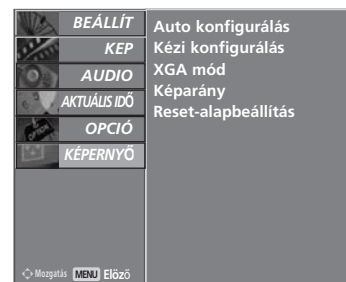 BEÁLLÍT
KEP
AUDIO
AKTUÁLIS IDŐ
OPCIÓ
KÉPERNYŐ
Auto konfigurálás
Kézi konfigurálás
XGA mód
Képarány
Reset-alapbeállítás
Mozgatás MENU Előző